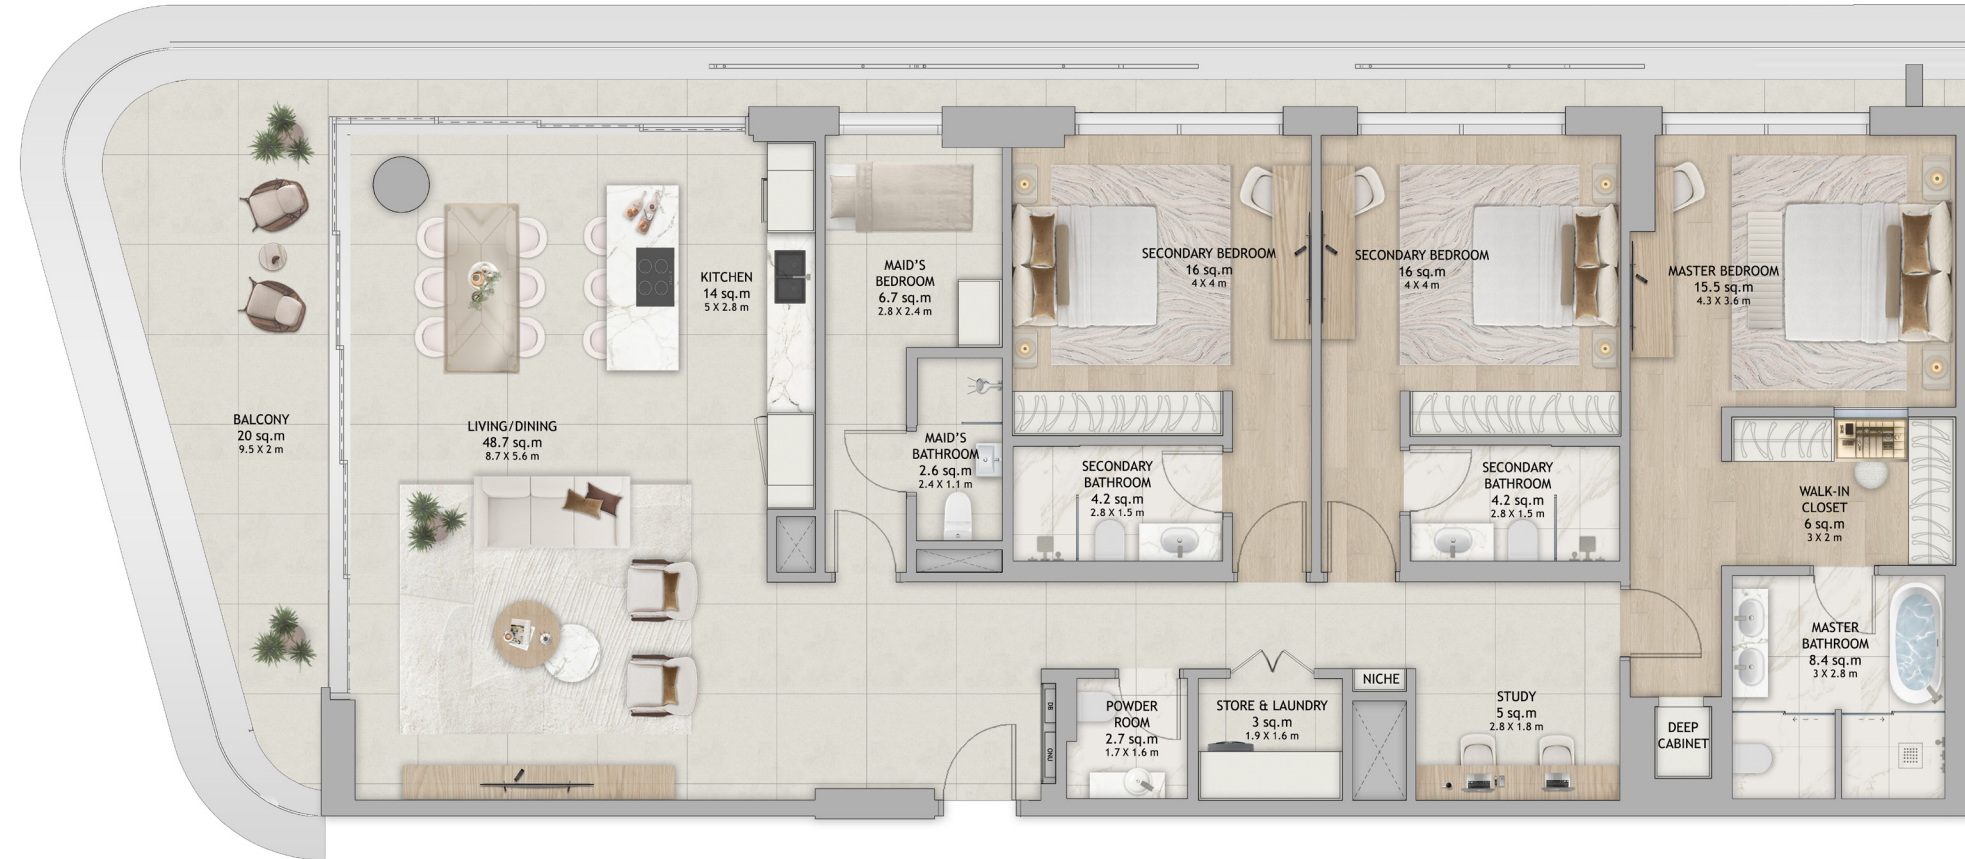 BALCONY
20 sq.m
9.5 X 2 m
LIVING/DINING
48.7 sq.m
8.7 X 5.6 m
KITCHEN
14 sq.m
5 X 2.8 m
MAID'S
BEDROOM
6.7 sq.m
2.8 X 2.4 m
MAID'S
BATHROOM
2.6 sq.m
2.4 X 1.1 m
SECONDARY BEDROOM
16 sq.m
4 X 4 m
SECONDARY BATHROOM
4.2 sq.m
2.8 X 1.5 m
SECONDARY BEDROOM
16 sq.m
4 X 4 m
SECONDARY
BATHROOM
4.2 sq.m
2.8 X 1.5 m
MASTER BEDROOM
15.5 sq.m
4.3 X 3.6 m
WALK-IN
CLOSET
6 sq.m
3 X 2 m
MASTER
BATHROOM
8.4 sq.m
3 X 2.8 m
DB
ONU
POWDER
ROOM
2.7 sq.m
1.7 X 1.6 m
STORE & LAUNDRY
3 sq.m
1.9 X 1.6 m
NICHE
STUDY
5 sq.m
2.8 X 1.8 m
DEEP
CABINET